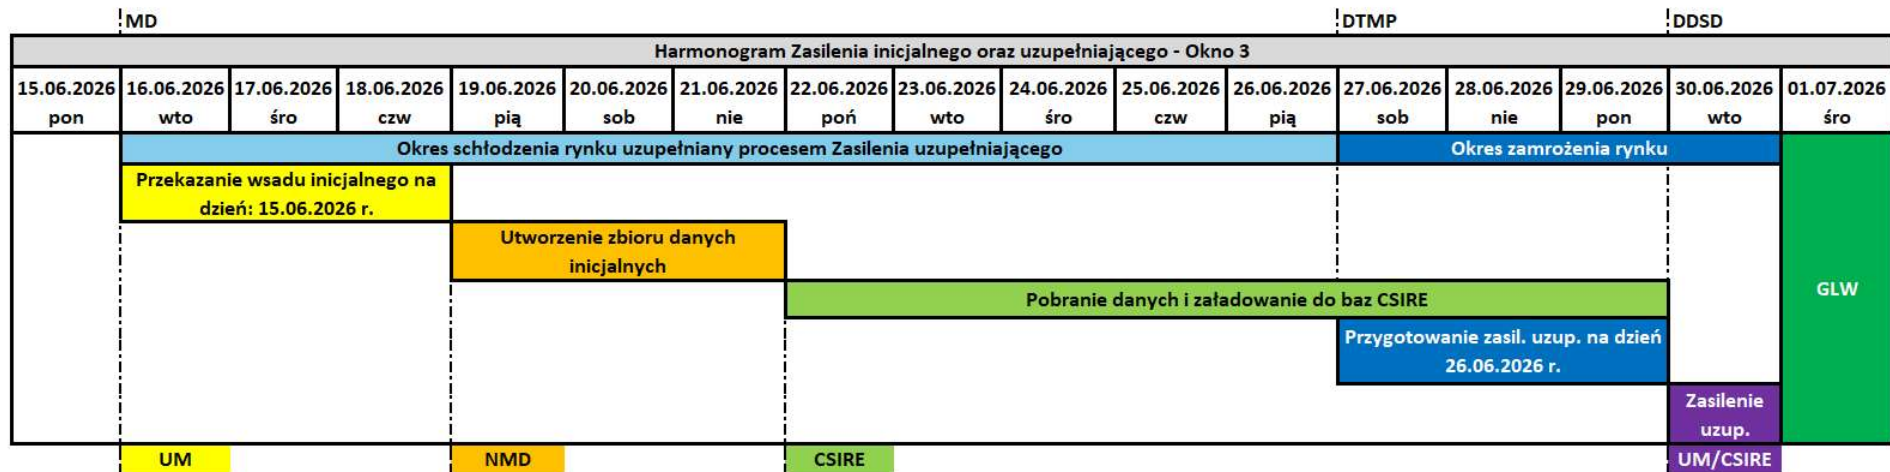 MD DTMP DDSD
Harmonogram Zasilenia inicjalnego oraz uzupełniającego - Okno 3
15.06.2026 16.06.2026 17.06.2026 18.06.2026 19.06.2026 20.06.2026 21.06.2026 22.06.2026 23.06.2026 24.06.2026 25.06.2026 26.06.2026 27.06.2026 28.06.2026 29.06.2026 30.06.2026 01.07.2026
pon wto śro czw pią sob nie poń wto śro czw pią sob nie pon wto śro
Okres schłodzenia rynku uzupełniany procesem Zasilenia uzupełniającego Okres zamrożenia rynku
Przekazanie wsadu inicjalnego na
dzień: 15.06.2026 r.
Utworzenie zbioru danych
inicjalnych
Pobranie danych i załadowanie do baz CSIRE
GLW
Przygotowanie zasil. uzup. na dzień
26.06.2026 r.
Zasilenie
uzup.
UM NMD CSIRE UM/CSIRE